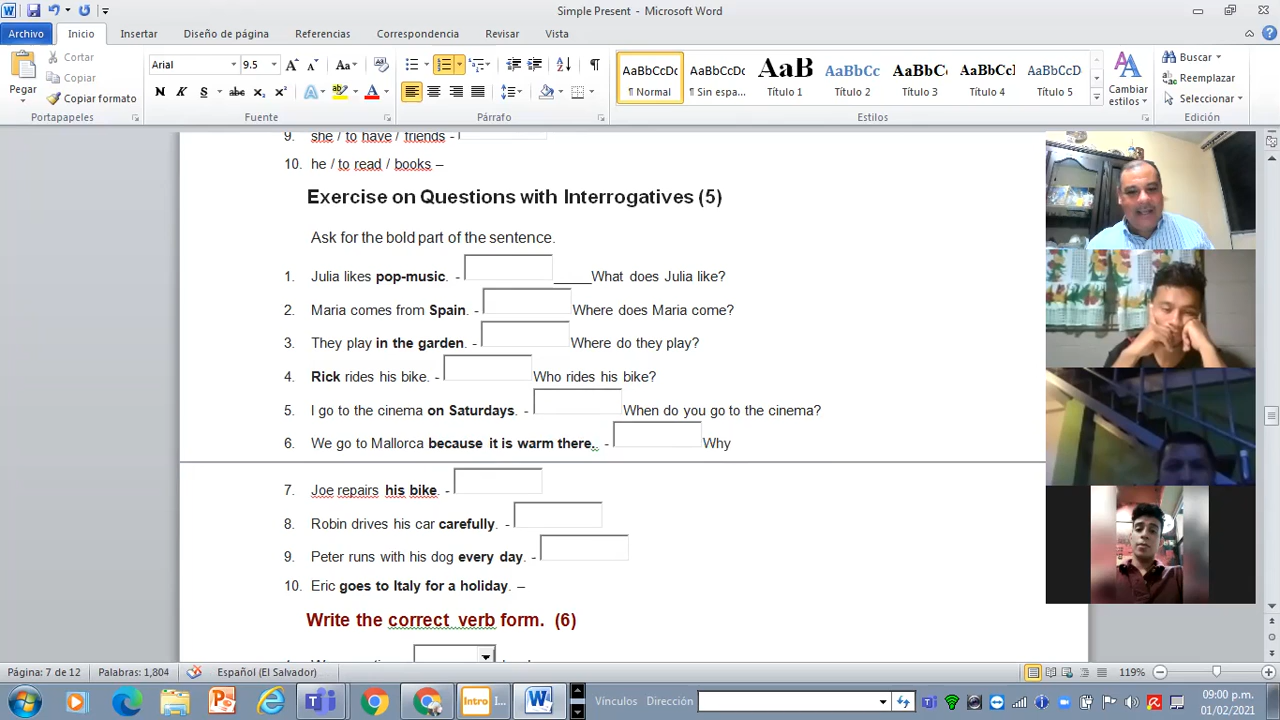 Simple Present - Microsoft Word
Archivo Inicio Insertar Diseño de página Referencias Correspondencia Revisar Vista
Pegar
Cortar
Copiar
Copiar formato
Portapapeles
Arial 9.5
Fuente
Párrafo
AaBbCcDc AaBbCcDc AaB AaBbCc AaBbC AaBbCcDc AaBbCcD
¶ Normal ¶ Sin espa... Título 1 Título 2 Título 3 Título 4 Título 5
Estilos
Cambiar estilos
Buscar
Reemplazar
Seleccionar
Edición
9. she / to have / friends -
10. he / to read / books –
Exercise on Questions with Interrogatives (5)
Ask for the bold part of the sentence.
1. Julia likes pop-music. - _____What does Julia like?
2. Maria comes from Spain. - Where does Maria come?
3. They play in the garden. - Where do they play?
4. Rick rides his bike. - Who rides his bike?
5. I go to the cinema on Saturdays. - When do you go to the cinema?
6. We go to Mallorca because it is warm there. - Why
7. Joe repairs his bike. -
8. Robin drives his car carefully. -
9. Peter runs with his dog every day. -
10. Eric goes to Italy for a holiday. –
Write the correct verb form. (6)
Página: 7 de 12 Palabras: 1,804 Español (El Salvador) 119%
Intro I... Vínculos Dirección
09:00 p.m.
01/02/2021